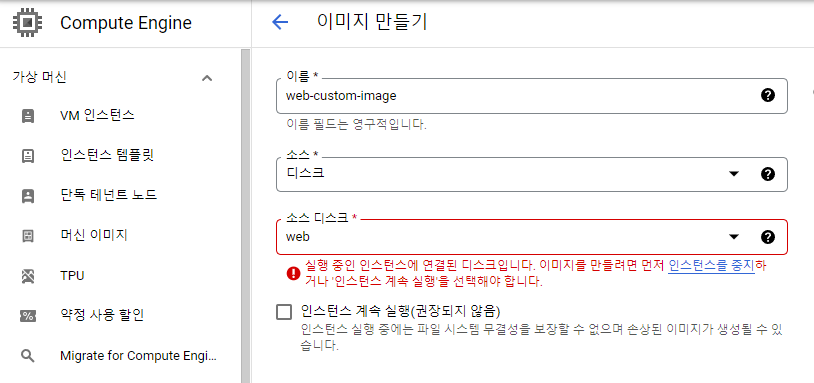 Compute Engine
이미지 만들기
가상 머신
VM 인스턴스
인스턴스 템플릿
단독 테넌트 노드
머신 이미지
TPU
약정 사용 할인
Migrate for Compute Engi...
이름 *
web-custom-image
이름 필드는 영구적입니다.
소스 *
디스크
소스 디스크 *
web
실행 중인 인스턴스에 연결된 디스크입니다. 이미지를 만들려면 먼저 인스턴스를 중지하
거나 '인스턴스 계속 실행'을 선택해야 합니다.
인스턴스 계속 실행(권장되지 않음)
인스턴스 실행 중에는 파일 시스템 무결성을 보장할 수 없으며 손상된 이미지가 생성될 수 있
습니다.